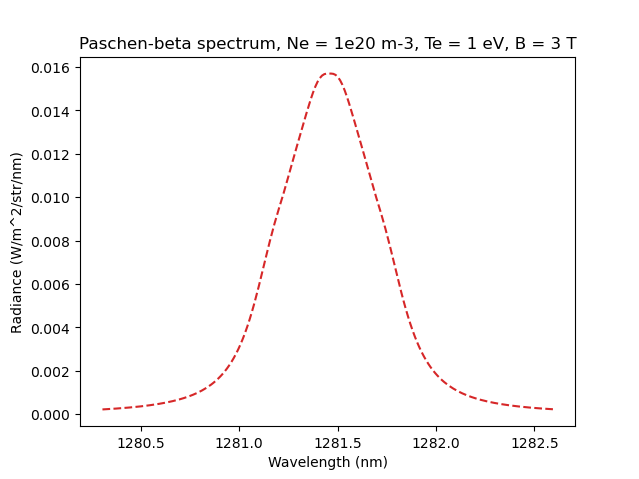 Paschen-beta spectrum, Ne = 1e20 m-3, Te = 1 eV, B = 3 T
0.016
0.014
0.012
0.010
0.008
0.006
0.004
0.002
0.000
Radiance (W/m^2/str/nm)
1280.5 1281.0 1281.5 1282.0 1282.5
Wavelength (nm)